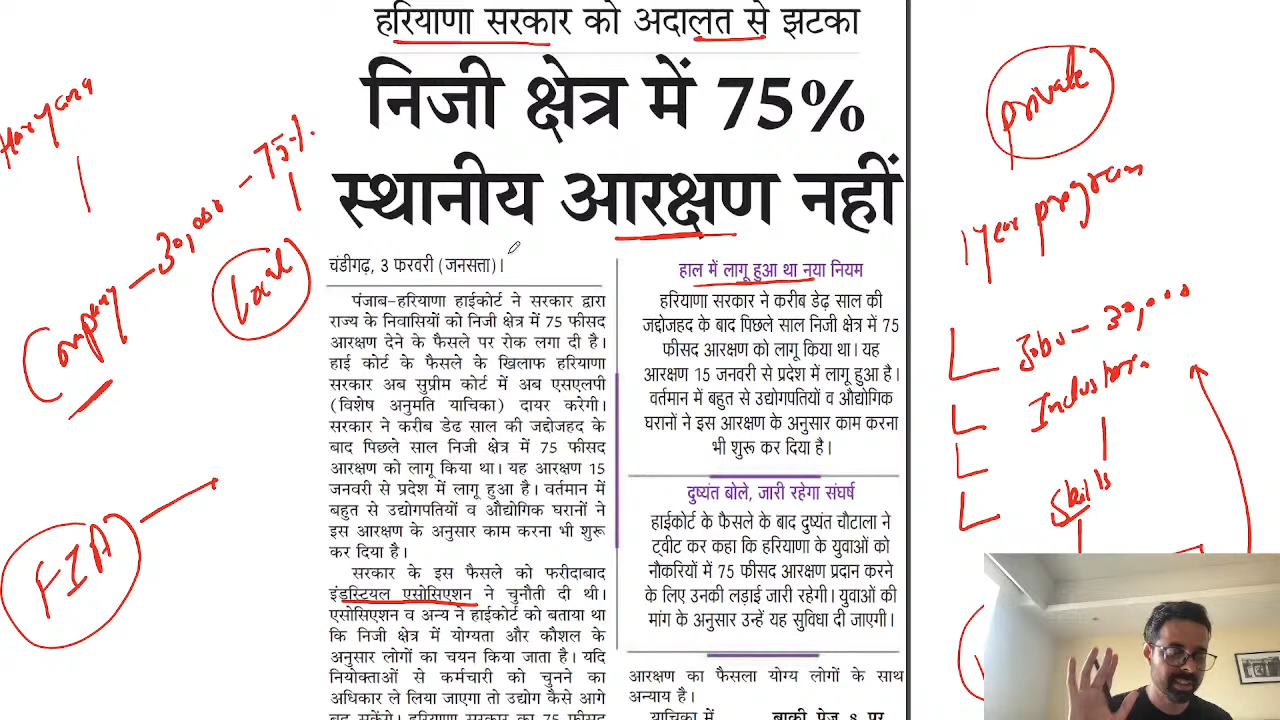 हरियाणा सरकार को अदालत से झटका
निजी क्षेत्र में 75%
स्थानीय आरक्षण नहीं
चंडीगढ़, 3 फरवरी (जनसत्ता)।
पंजाब-हरियाणा हाईकोर्ट ने सरकार द्वारा
राज्य के निवासियों को निजी क्षेत्र में 75 फीसद
आरक्षण देने के फैसले पर रोक लगा दी है।
हाई कोर्ट के फैसले के खिलाफ हरियाणा
सरकार अब सुप्रीम कोर्ट में अब एसएलपी
(विशेष अनुमति याचिका) दायर करेगी।
सरकार ने करीब डेढ साल की जद्दोजहद के
बाद पिछले साल निजी क्षेत्र में 75 फीसद
आरक्षण को लागू किया था। यह आरक्षण 15
जनवरी से प्रदेश में लागू हुआ है। वर्तमान में
बहुत से उद्योगपतियों व औद्योगिक घरानों ने
इस आरक्षण के अनुसार काम करना भी शुरू
कर दिया है।
सरकार के इस फैसले को फरीदाबाद
इंडस्टियल एसोसिएशन ने चुनौती दी थी।
एसोसिएशन व अन्य ने हाईकोर्ट को बताया था
कि निजी क्षेत्र में योग्यता और कौशल के
अनुसार लोगों का चयन किया जाता है। यदि
नियोक्ताओं से कर्मचारी को चुनने का
अधिकार ले लिया जाएगा तो उद्योग कैसे आगे
बढ़ सकेंगे। हरियाणा सरकार का 75 फीसद
हाल में लागू हुआ था नया नियम
हरियाणा सरकार ने करीब डेढ़ साल की
जद्दोजहद के बाद पिछले साल निजी क्षेत्र में 75
फीसद आरक्षण को लागू किया था। यह
आरक्षण 15 जनवरी से प्रदेश में लागू हुआ है।
वर्तमान में बहुत से उद्योगपतियों व औद्योगिक
घरानों ने इस आरक्षण के अनुसार काम करना
भी शुरू कर दिया है।
दुष्यंत बोले, जारी रहेगा संघर्ष
हाईकोर्ट के फैसले के बाद दुष्यंत चौटाला ने
ट्वीट कर कहा कि हरियाणा के युवाओं को
नौकरियों में 75 फीसद आरक्षण प्रदान करने
के लिए उनकी लड़ाई जारी रहेगी। युवाओं की
मांग के अनुसार उन्हें यह सुविधा दी जाएगी।
आरक्षण का फैसला योग्य लोगों के साथ
अन्याय है।
याचिका में बाकी पेज 8 पर
Haryana
Company - 30,000 - 75%
Local
FIA
private
1 year program
Jobs - 30,000
Skills